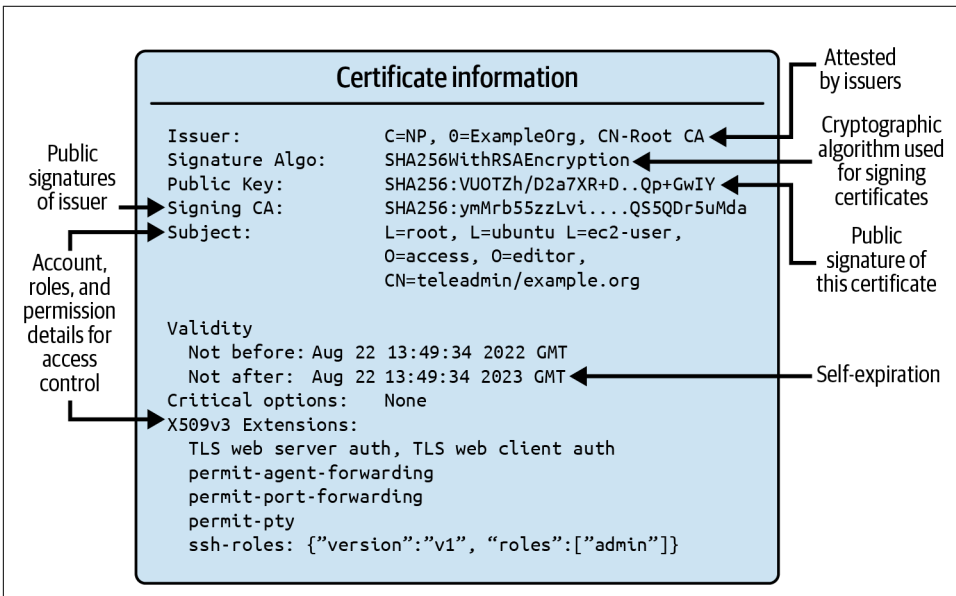 Certificate information
Issuer: C=NP, 0=ExampleOrg, CN-Root CA
Signature Algo: SHA256WithRSAEncryption
Public Key: SHA256:VUOTZh/D2a7XR+D..Qp+GwIY
Signing CA: SHA256:ymMrb55zzLvi....QS5QDr5uMda
Subject: L=root, L=ubuntu L=ec2-user,
O=access, O=editor,
CN=teleadmin/example.org
Validity
Not before: Aug 22 13:49:34 2022 GMT
Not after: Aug 22 13:49:34 2023 GMT
Critical options: None
X509v3 Extensions:
TLS web server auth, TLS web client auth
permit-agent-forwarding
permit-port-forwarding
permit-pty
ssh-roles: {”version”:”v1”, “roles”:[”admin”]}
Public
signatures
of issuer
Account,
roles, and
permission
details for
access
control
Attested
by issuers
Cryptographic
algorithm used
for signing
certificates
Public
signature of
this certificate
Self-expiration